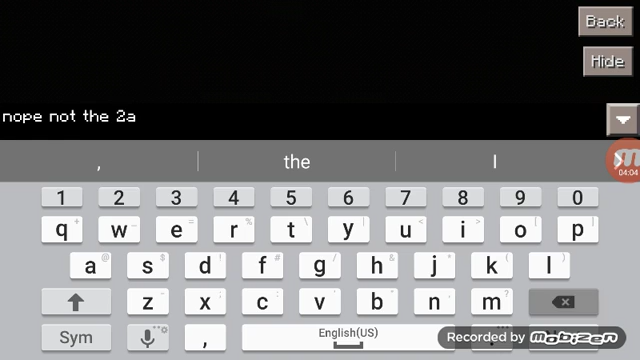 Back
Hide
nope not the 2a
, the I
04:04
1 2 3 4 5 6 7 8 9 0
q w e r t y u i o p
a s d f g h j k l
z x c v b n m
Sym , English(US)
Recorded by mobizen